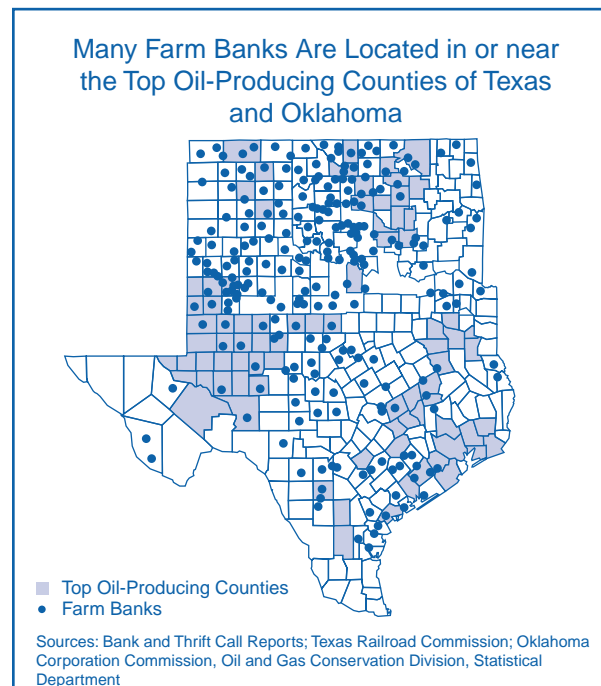 Many Farm Banks Are Located in or near
the Top Oil-Producing Counties of Texas
and Oklahoma
Top Oil-Producing Counties
Farm Banks
Sources: Bank and Thrift Call Reports; Texas Railroad Commission; Oklahoma
Corporation Commission, Oil and Gas Conservation Division, Statistical
Department